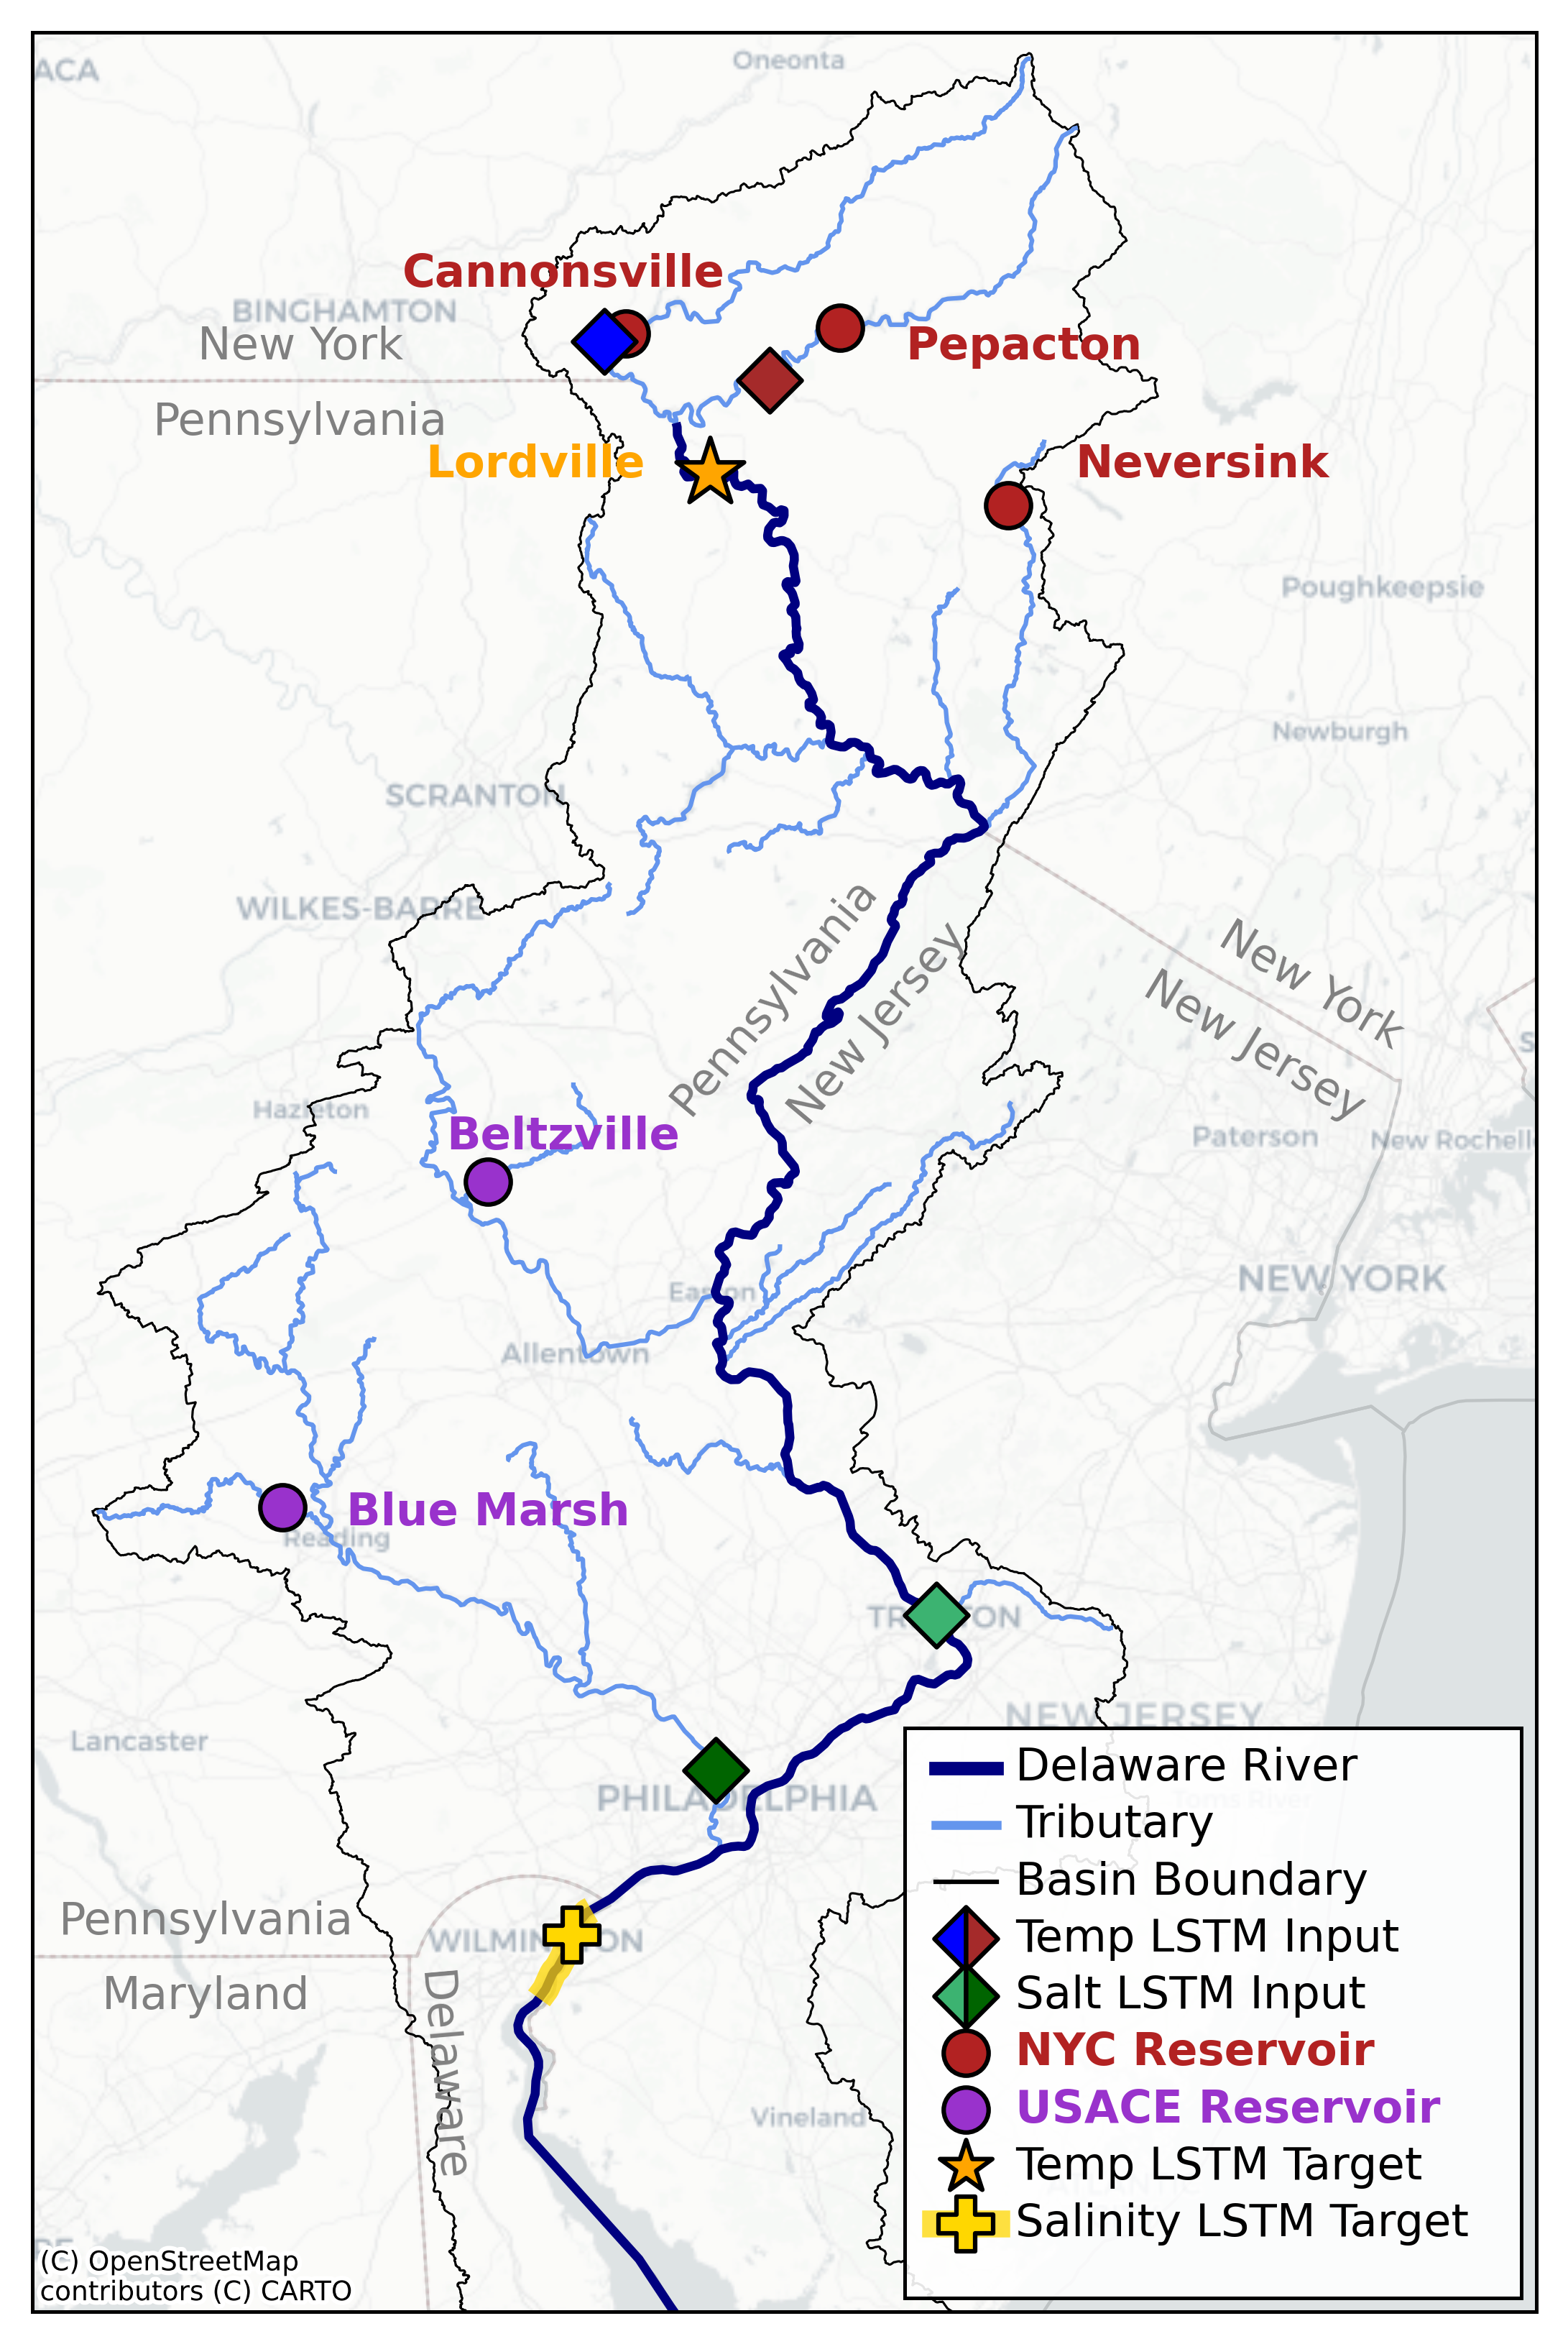 ACA
Oneonta
Cannonsville
BINGHAMTON
New York
Pepacton
Pennsylvania
Lordville
Neversink
Poughkeepsie
Newburgh
SCRANTON
WILKES-BARRE
Pennsylvania
New Jersey
New York
New Jersey
Hazleton
Beltzville
Paterson
New Rochell
NEW YORK
Easton
Allentown
Blue Marsh
Reading
TRENTON
NEW JERSEY
Lancaster
PHILADELPHIA
Pennsylvania
WILMINGTON
Maryland
Delaware
Vineland
Delaware River
Tributary
Basin Boundary
Temp LSTM Input
Salt LSTM Input
NYC Reservoir
USACE Reservoir
Temp LSTM Target
Salinity LSTM Target
(C) OpenStreetMap
contributors (C) CARTO